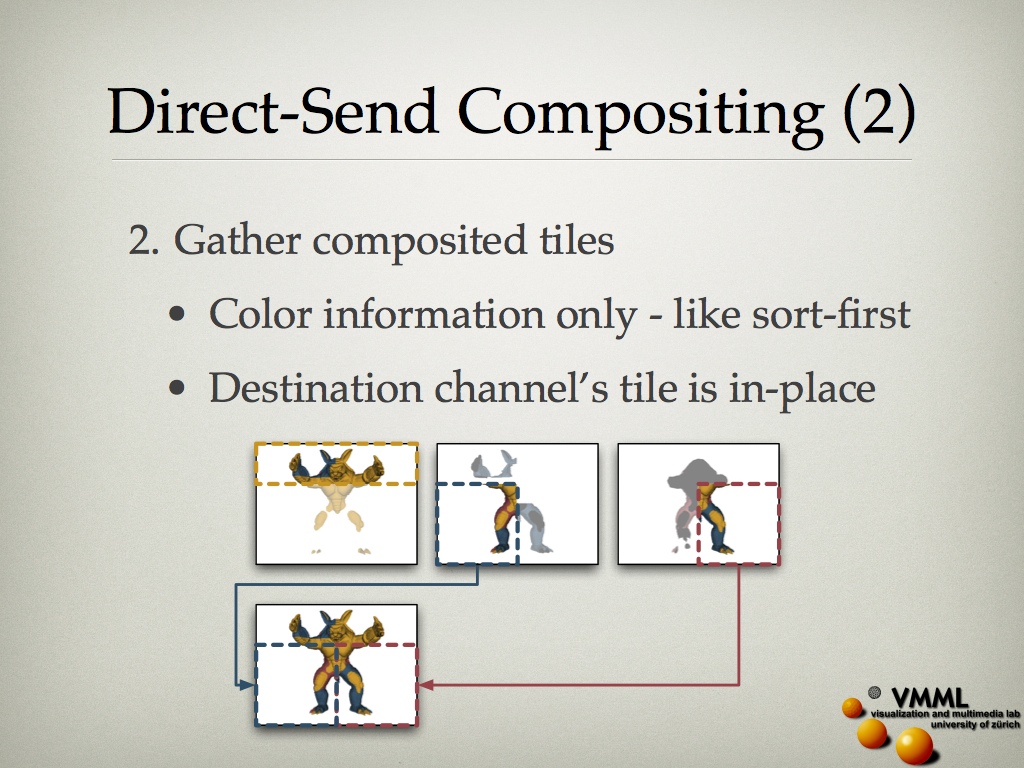 Direct-Send Compositing (2)
2. Gather composited tiles
• Color information only - like sort-first
• Destination channel’s tile is in-place
VMML
visualization and multimedia lab
university of zürich